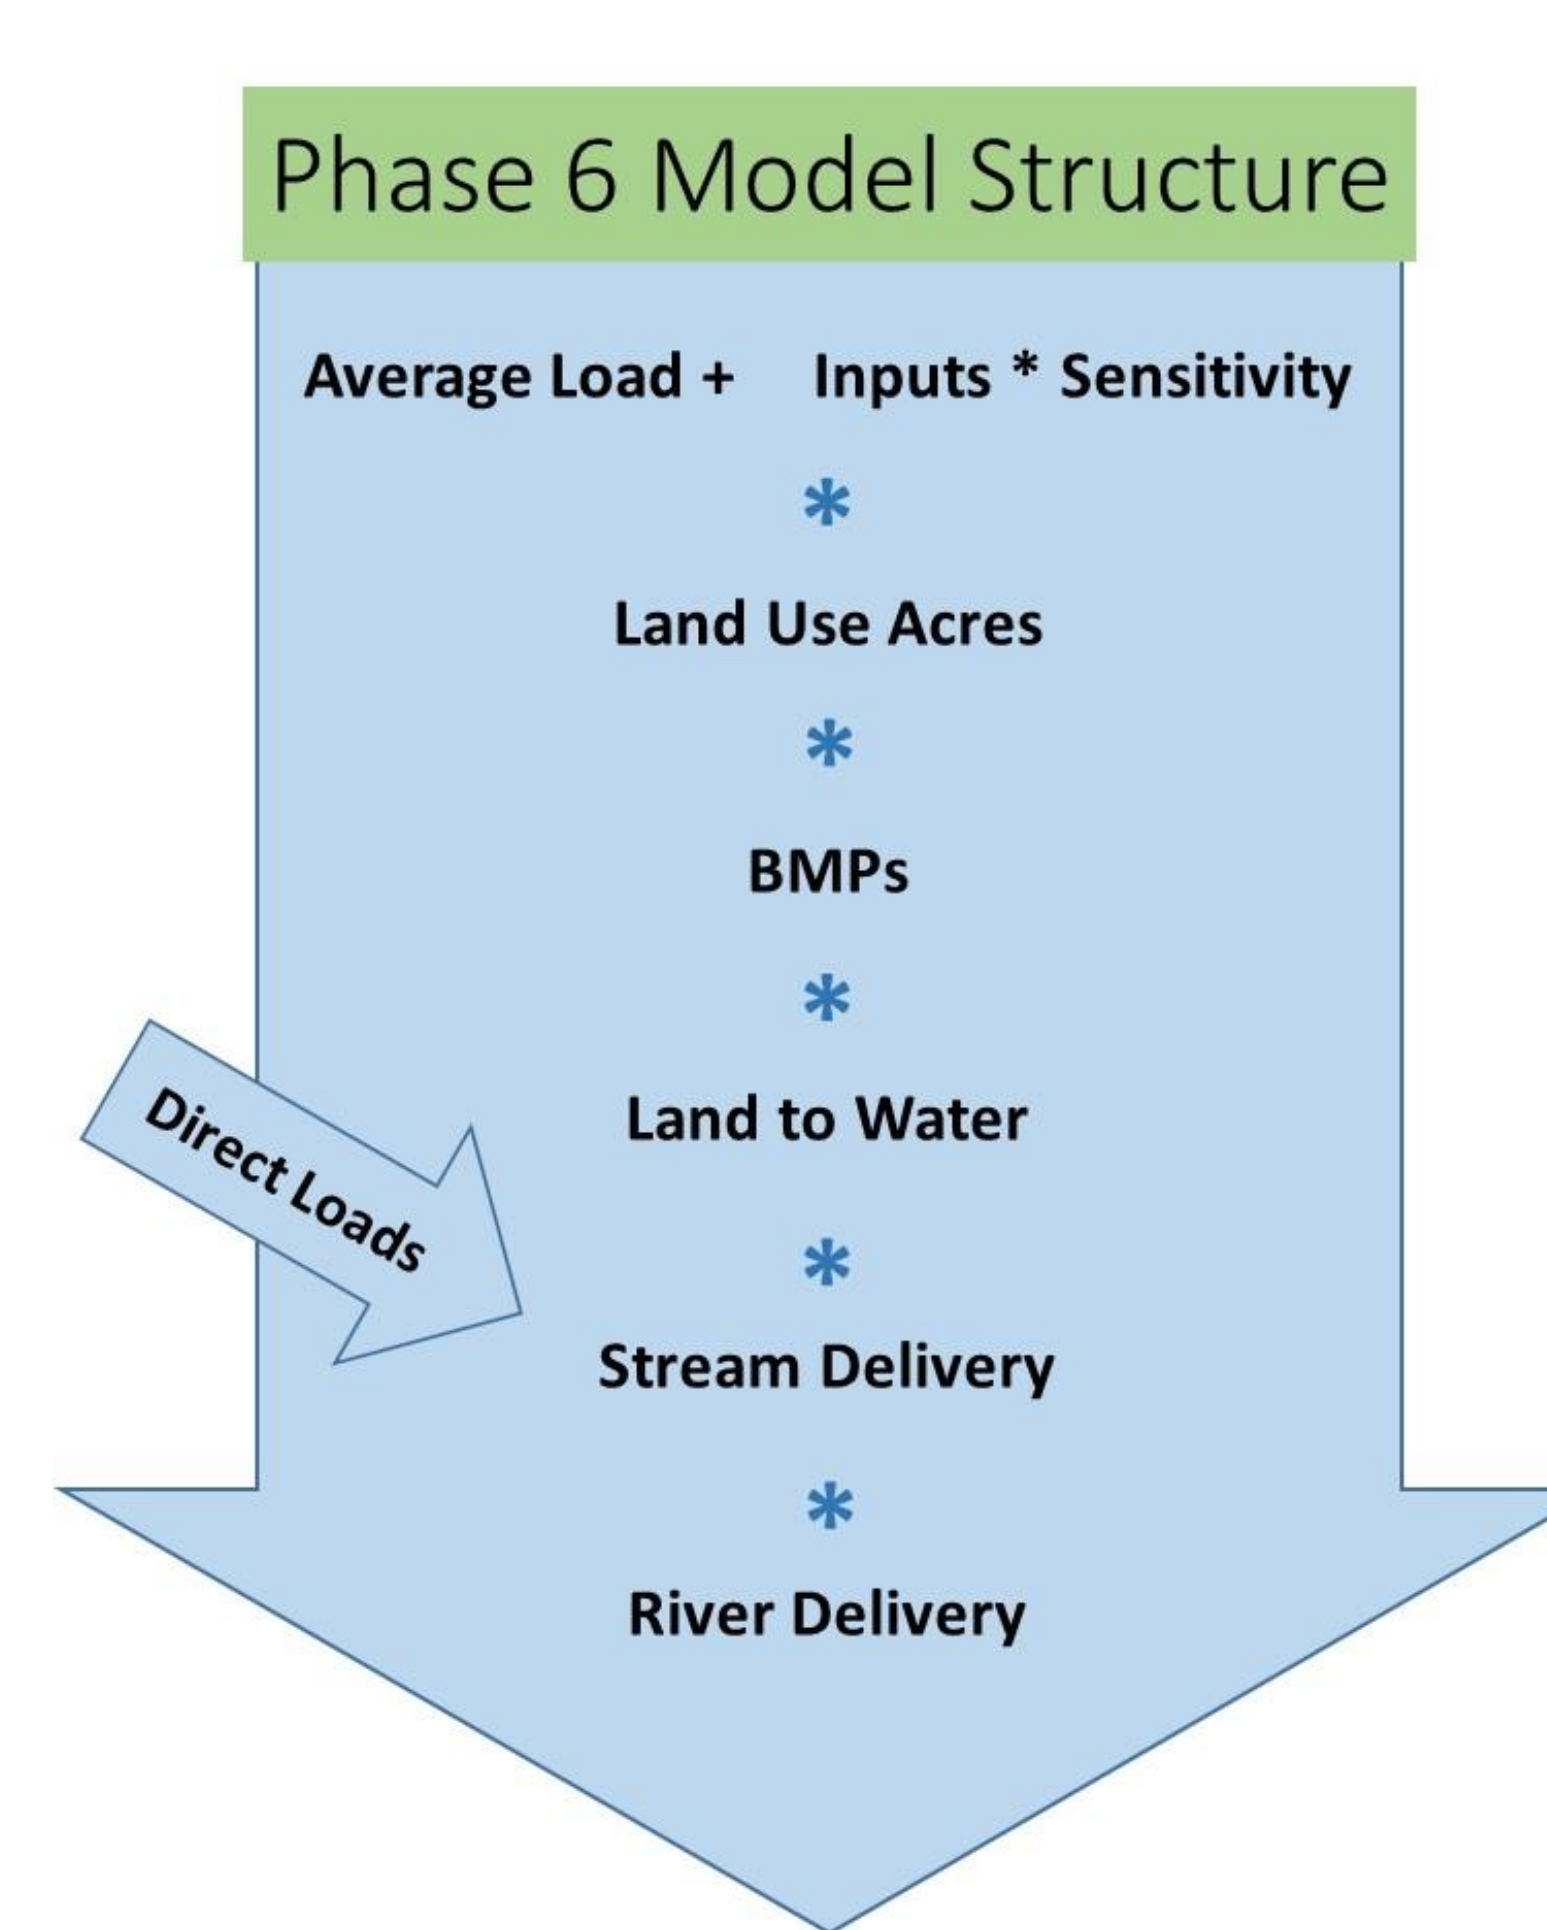 Phase 6 Model Structure
Average Load + Inputs * Sensitivity
*
Land Use Acres
*
BMPs
*
Land to Water
Direct Loads
*
Stream Delivery
*
River Delivery